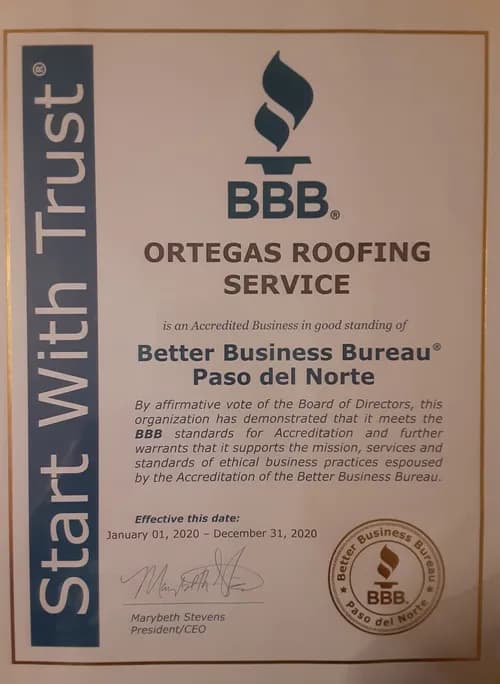 Start With Trust®
BBB®
ORTEGAS ROOFING
SERVICE
is an Accredited Business in good standing of
Better Business Bureau®
Paso del Norte
By affirmative vote of the Board of Directors, this
organization has demonstrated that it meets the
BBB standards for Accreditation and further
warrants that it supports the mission, services and
standards of ethical business practices espoused
by the Accreditation of the Better Business Bureau.
Effective this date:
January 01, 2020 – December 31, 2020
Marybeth Stevens
President/CEO
Better Business Bureau
BBB
Paso del Norte